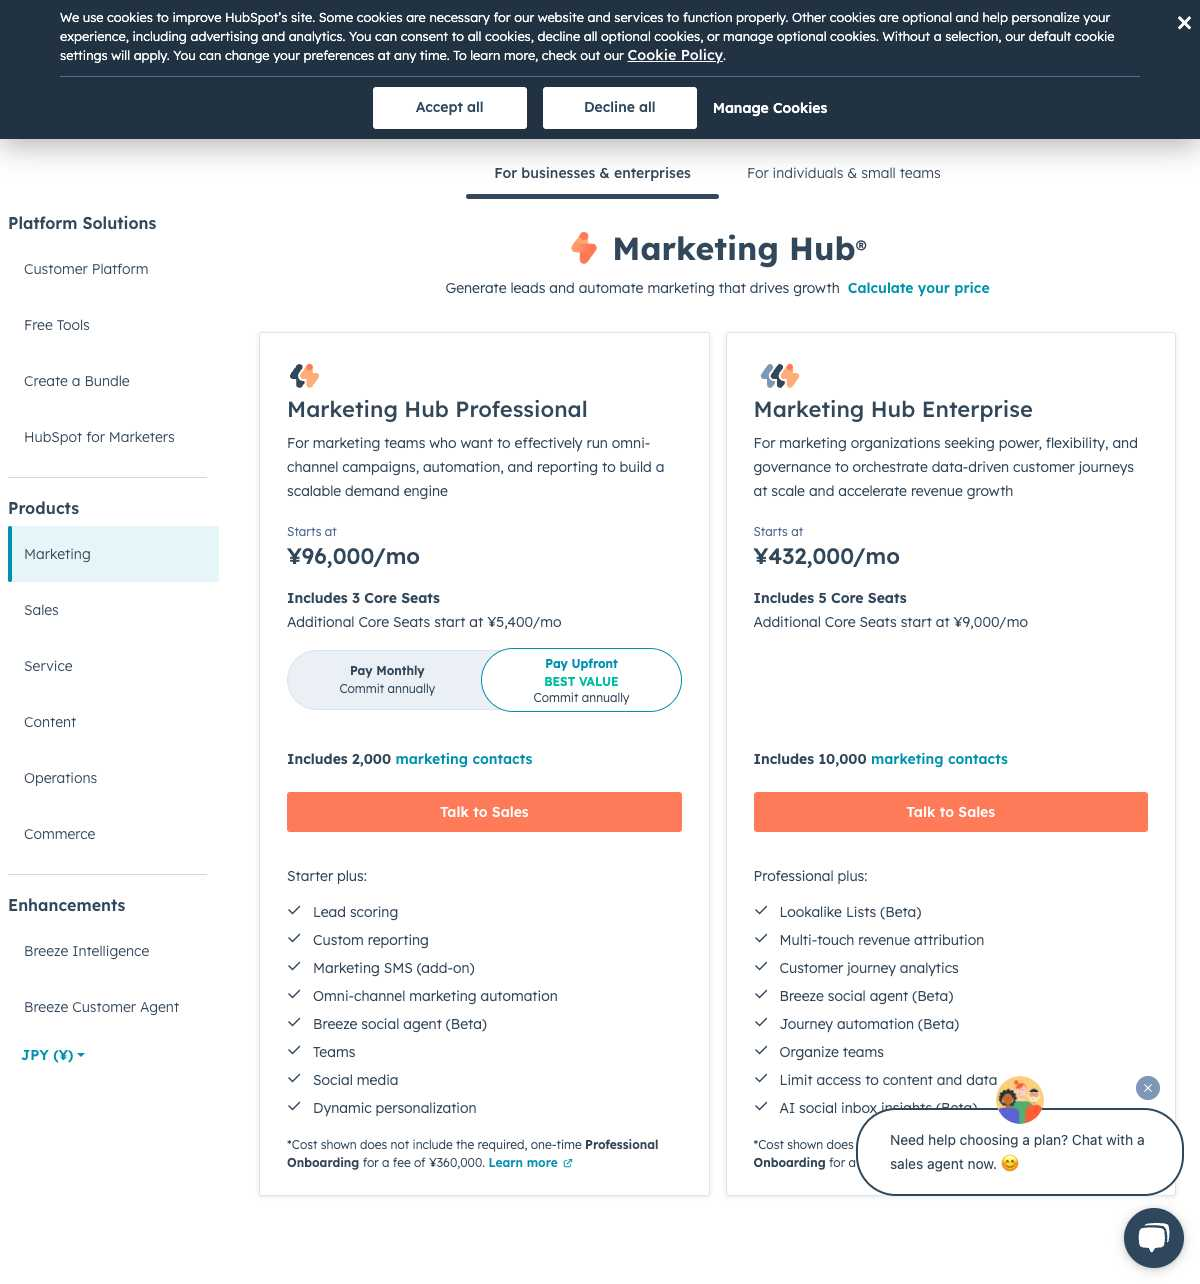 We use cookies to improve HubSpot's site. Some cookies are necessary for our website and services to function properly. Other cookies are optional and help personalize your
experience, including advertising and analytics. You can consent to all cookies, decline all optional cookies, or manage optional cookies. Without a selection, our default cookie
settings will apply. You can change your preferences at any time. To learn more, check out our Cookie Policy.
Accept all
Decline all
Manage Cookies
For businesses & enterprises
For individuals & small teams
Platform Solutions
Customer Platform
Free Tools
Create a Bundle
HubSpot for Marketers
Products
Marketing
Sales
Service
Content
Operations
Commerce
Enhancements
Breeze Intelligence
Breeze Customer Agent
JPY (¥)
Marketing Hub®
Generate leads and automate marketing that drives growth Calculate your price
Marketing Hub Professional
For marketing teams who want to effectively run omni-
channel campaigns, automation, and reporting to build a
scalable demand engine
Starts at
¥96,000/mo
Includes 3 Core Seats
Additional Core Seats start at ¥5,400/mo
Pay Monthly
Commit annually
Pay Upfront
BEST VALUE
Commit annually
Includes 2,000 marketing contacts
Talk to Sales
Starter plus:
Lead scoring
Custom reporting
Marketing SMS (add-on)
Omni-channel marketing automation
Breeze social agent (Beta)
Teams
Social media
Dynamic personalization
*Cost shown does not include the required, one-time Professional
Onboarding for a fee of ¥360,000. Learn more
Marketing Hub Enterprise
For marketing organizations seeking power, flexibility, and
governance to orchestrate data-driven customer journeys
at scale and accelerate revenue growth
Starts at
¥432,000/mo
Includes 5 Core Seats
Additional Core Seats start at ¥9,000/mo
Includes 10,000 marketing contacts
Talk to Sales
Professional plus:
Lookalike Lists (Beta)
Multi-touch revenue attribution
Customer journey analytics
Breeze social agent (Beta)
Journey automation (Beta)
Organize teams
Limit access to content and data
AI social inbox insights (Beta)
*Cost shown does
Onboarding for a
Need help choosing a plan? Chat with a
sales agent now. 😊